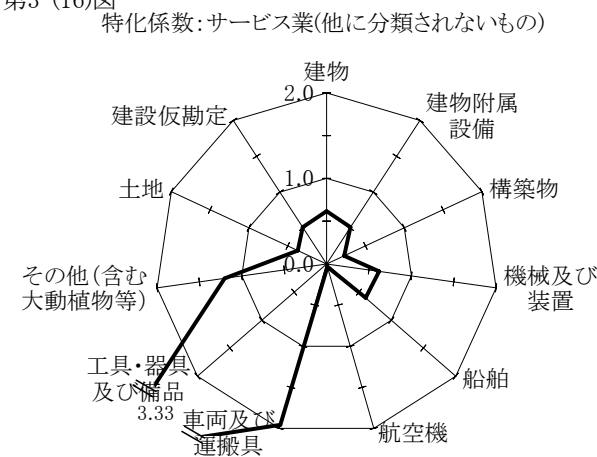 第3-(16)図
特化係数：サービス業(他に分類されないもの)
建物
2.0
建物附属
設備
建設仮勘定
1.0
土地
構築物
0.0
その他(含む
大動植物等)
機械及び
装置
工具・器具
及び備品
3.33
船舶
車両及び
運搬具
航空機